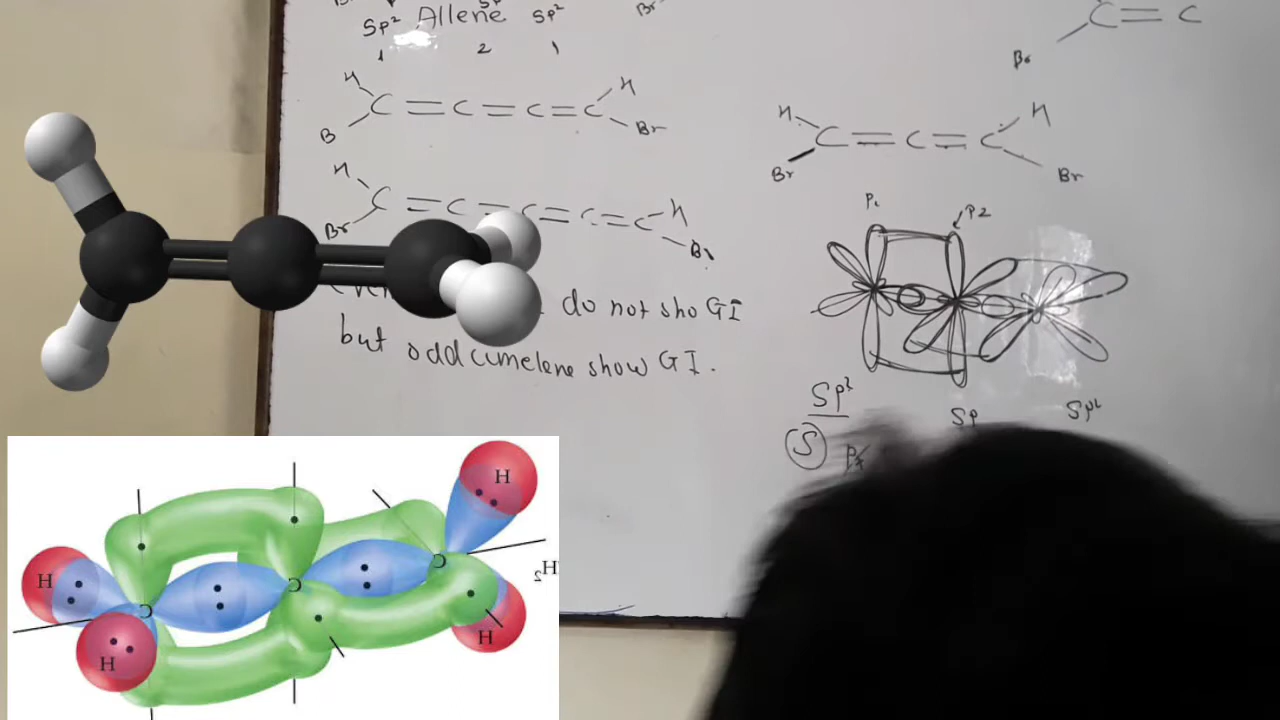 Sp² Allene Sp²
1 2 1
H H
C = C = C = C
B Br
H
C = C = C = C = C H
Br Br
do not sho GI
but odd cumelene show GI.
C = C
Br
H H
C = C = C
Br Br
P₁ P2
Sp² Sp Sp²
S
H
H
C C C
H
H
H₂